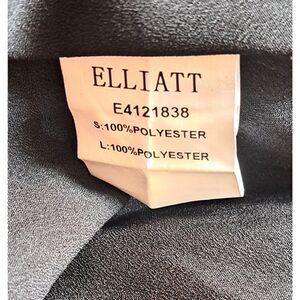 ELLIATT
E4121838
S:100%POLYESTER
L:100%POLYESTER